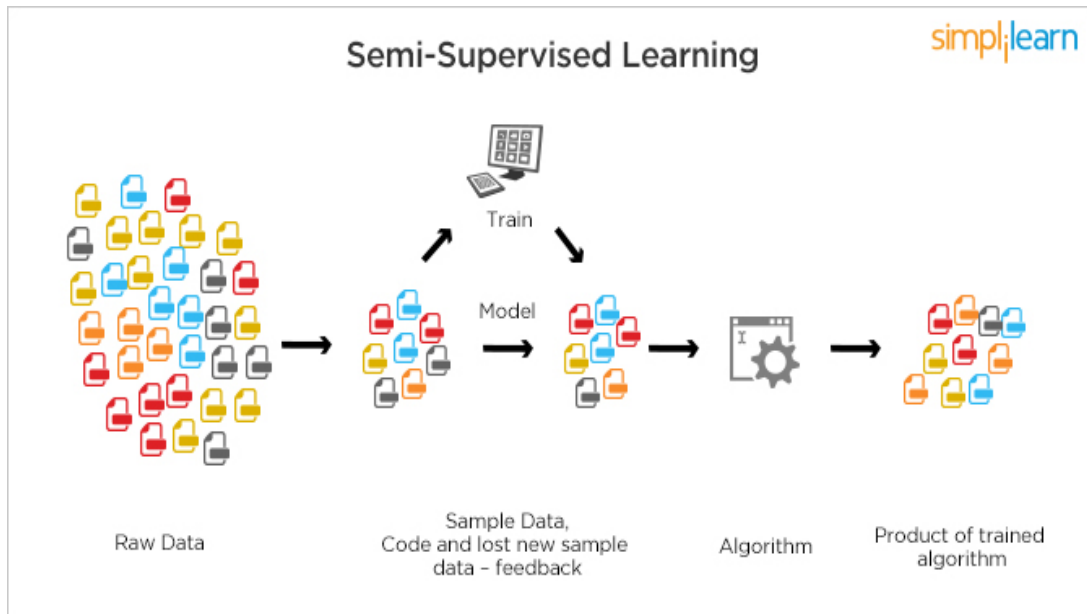 Semi-Supervised Learning
simplilearn
Train
Model
Raw Data
Sample Data,
Code and lost new sample
data – feedback
Algorithm
Product of trained
algorithm